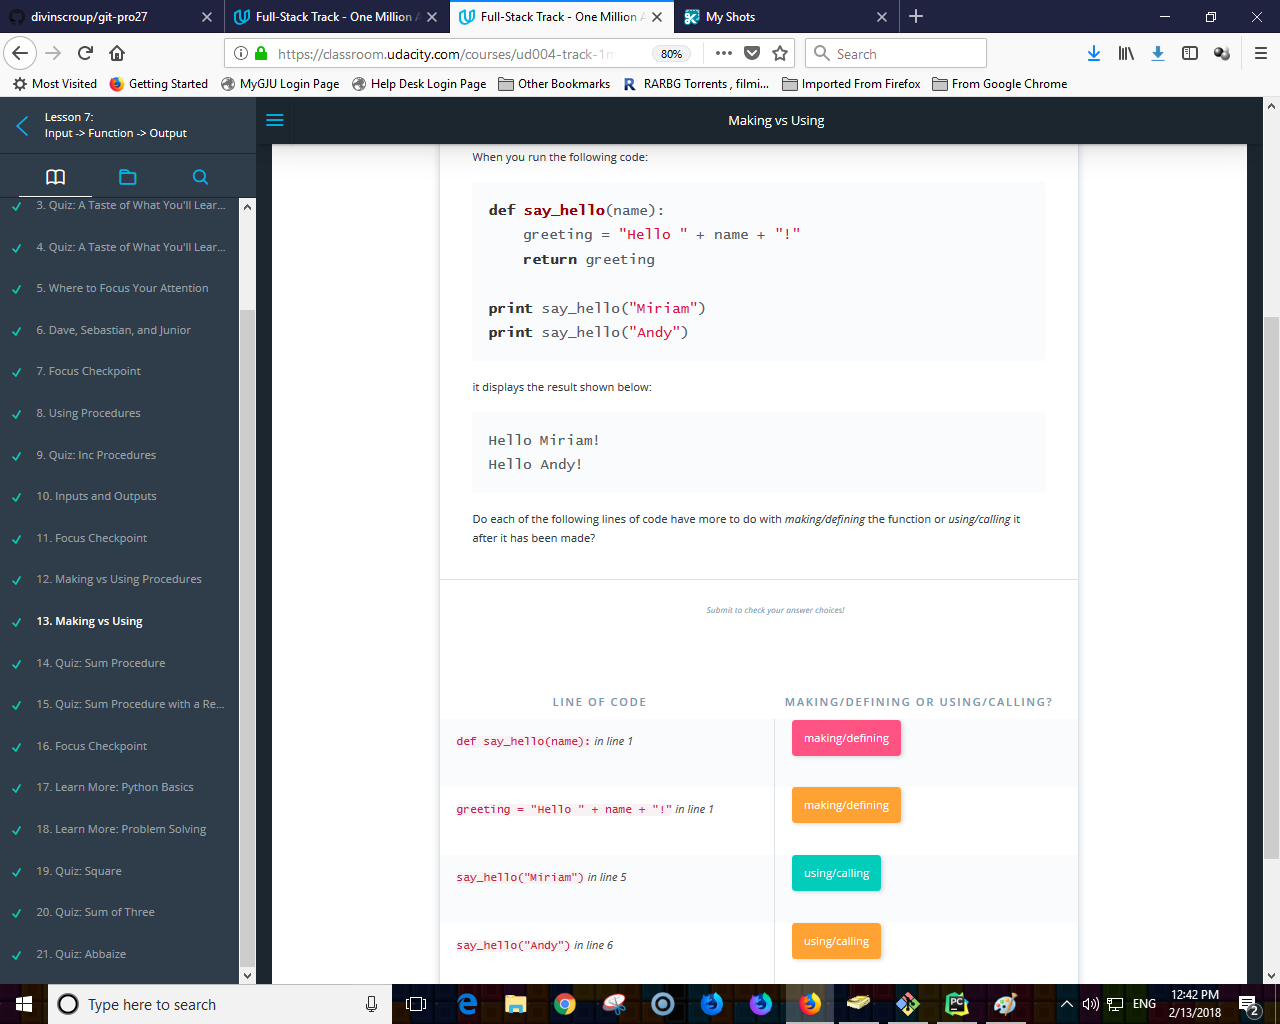 divinscroup/git-pro27
Full-Stack Track - One Million A
Full-Stack Track - One Million A
My Shots
https://classroom.udacity.com/courses/ud004-track-1m
80%
Search
Most Visited
Getting Started
MyGJU Login Page
Help Desk Login Page
Other Bookmarks
RARBG Torrents , filmi...
Imported From Firefox
From Google Chrome
Lesson 7:
Input -> Function -> Output
Making vs Using
3. Quiz: A Taste of What You'll Lear...
4. Quiz: A Taste of What You'll Lear...
5. Where to Focus Your Attention
6. Dave, Sebastian, and Junior
7. Focus Checkpoint
8. Using Procedures
9. Quiz: Inc Procedures
10. Inputs and Outputs
11. Focus Checkpoint
12. Making vs Using Procedures
13. Making vs Using
14. Quiz: Sum Procedure
15. Quiz: Sum Procedure with a Re...
16. Focus Checkpoint
17. Learn More: Python Basics
18. Learn More: Problem Solving
19. Quiz: Square
20. Quiz: Sum of Three
21. Quiz: Abbaize
When you run the following code:
def say_hello(name):
    greeting = "Hello " + name + "!"
    return greeting
print say_hello("Miriam")
print say_hello("Andy")
it displays the result shown below:
Hello Miriam!
Hello Andy!
Do each of the following lines of code have more to do with making/defining the function or using/calling it
after it has been made?
Submit to check your answer choices!
LINE OF CODE
MAKING/DEFINING OR USING/CALLING?
def say_hello(name): in line 1
making/defining
greeting = "Hello " + name + "!" in line 1
making/defining
say_hello("Miriam") in line 5
using/calling
say_hello("Andy") in line 6
using/calling
Type here to search
ENG
12:42 PM
2/13/2018
2